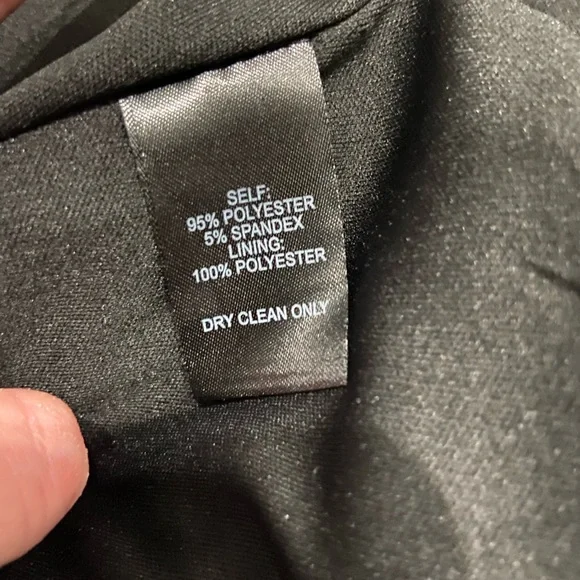 SELF:
95% POLYESTER
5% SPANDEX
LINING:
100% POLYESTER
DRY CLEAN ONLY